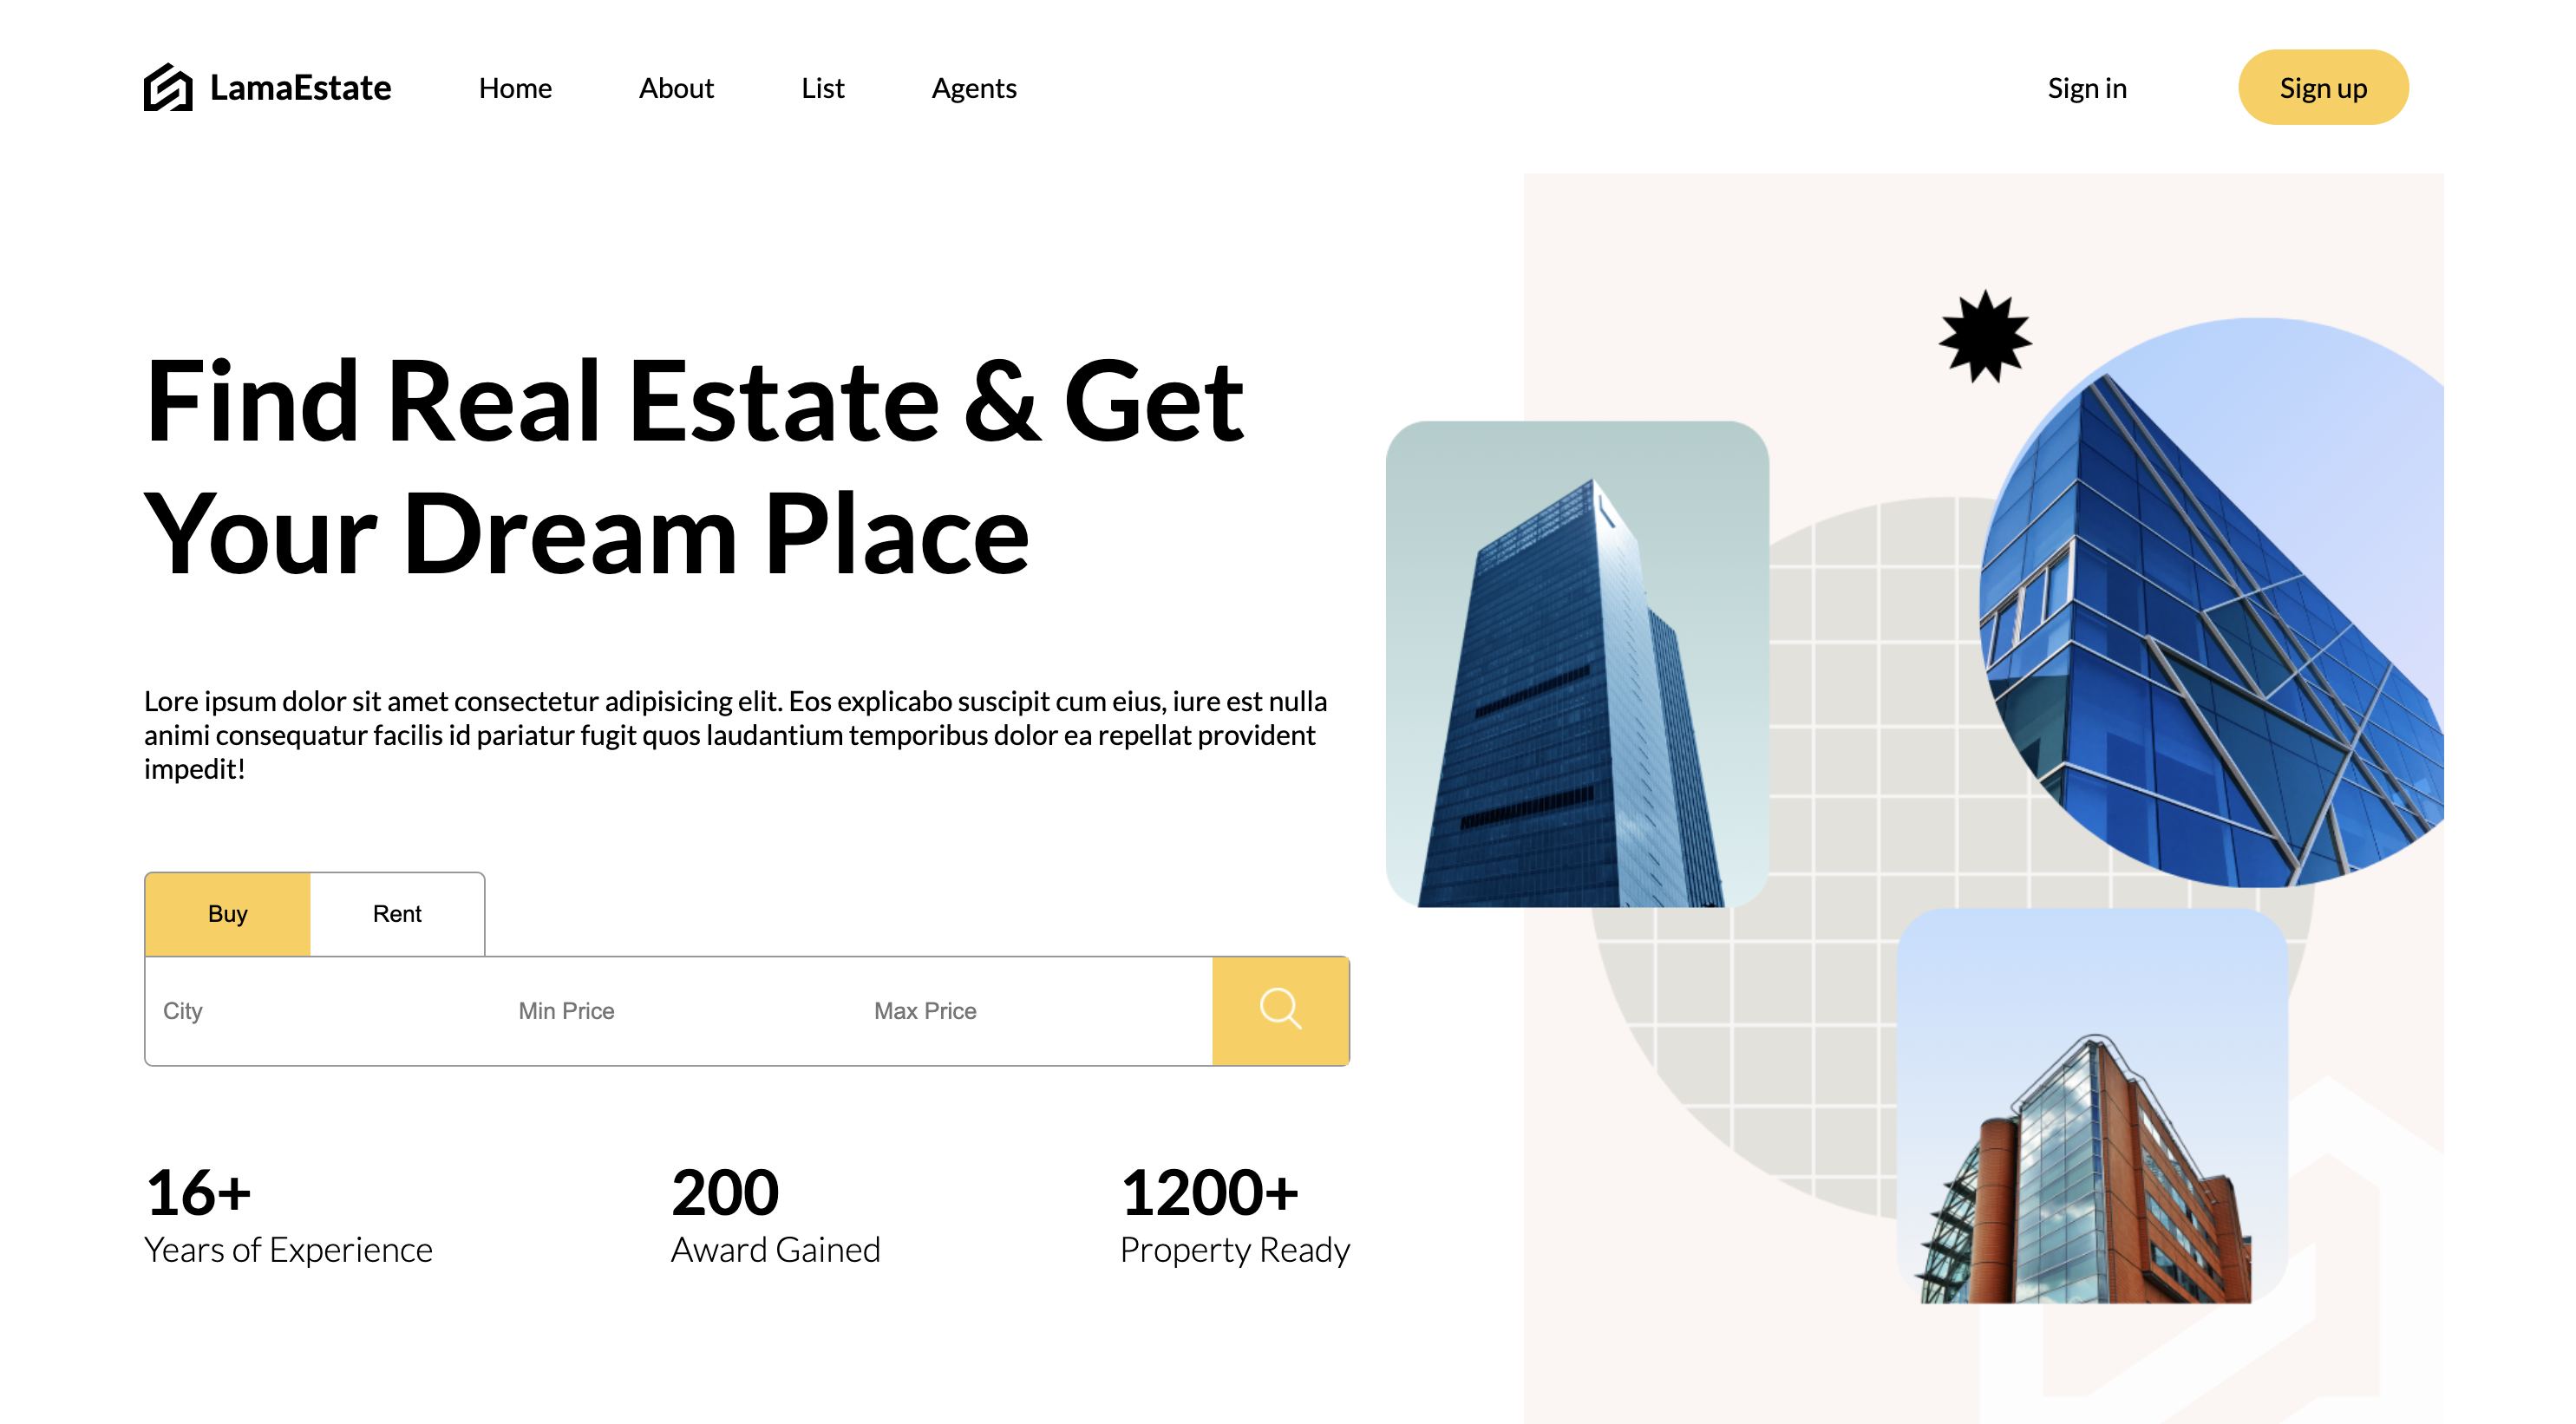 LamaEstate
Home
About
List
Agents
Sign in
Sign up
Find Real Estate & Get
Your Dream Place
Lore ipsum dolor sit amet consectetur adipisicing elit. Eos explicabo suscipit cum eius, iure est nulla
animi consequatur facilis id pariatur fugit quos laudantium temporibus dolor ea repellat provident
impedit!
Buy
Rent
City
Min Price
Max Price
16+
Years of Experience
200
Award Gained
1200+
Property Ready